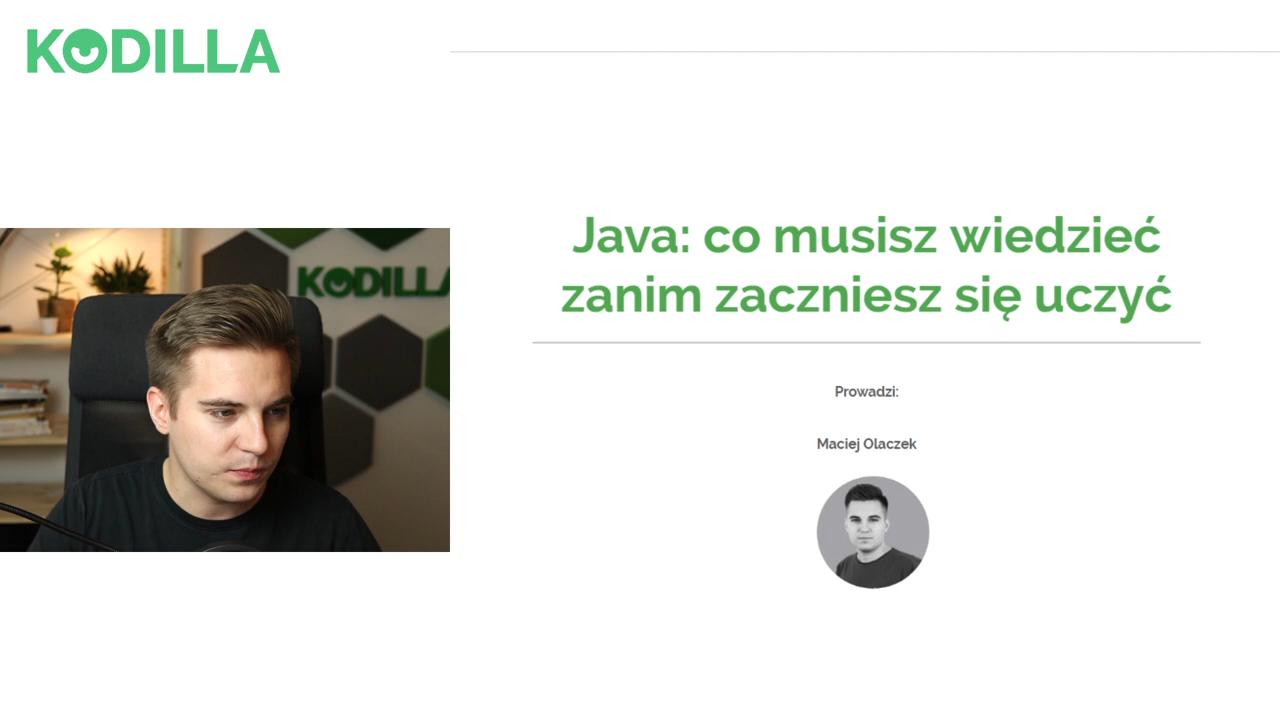 KODILLA
KODILLA
Java: co musisz wiedzieć
zanim zaczniesz się uczyć
Prowadzi:
Maciej Olaczek